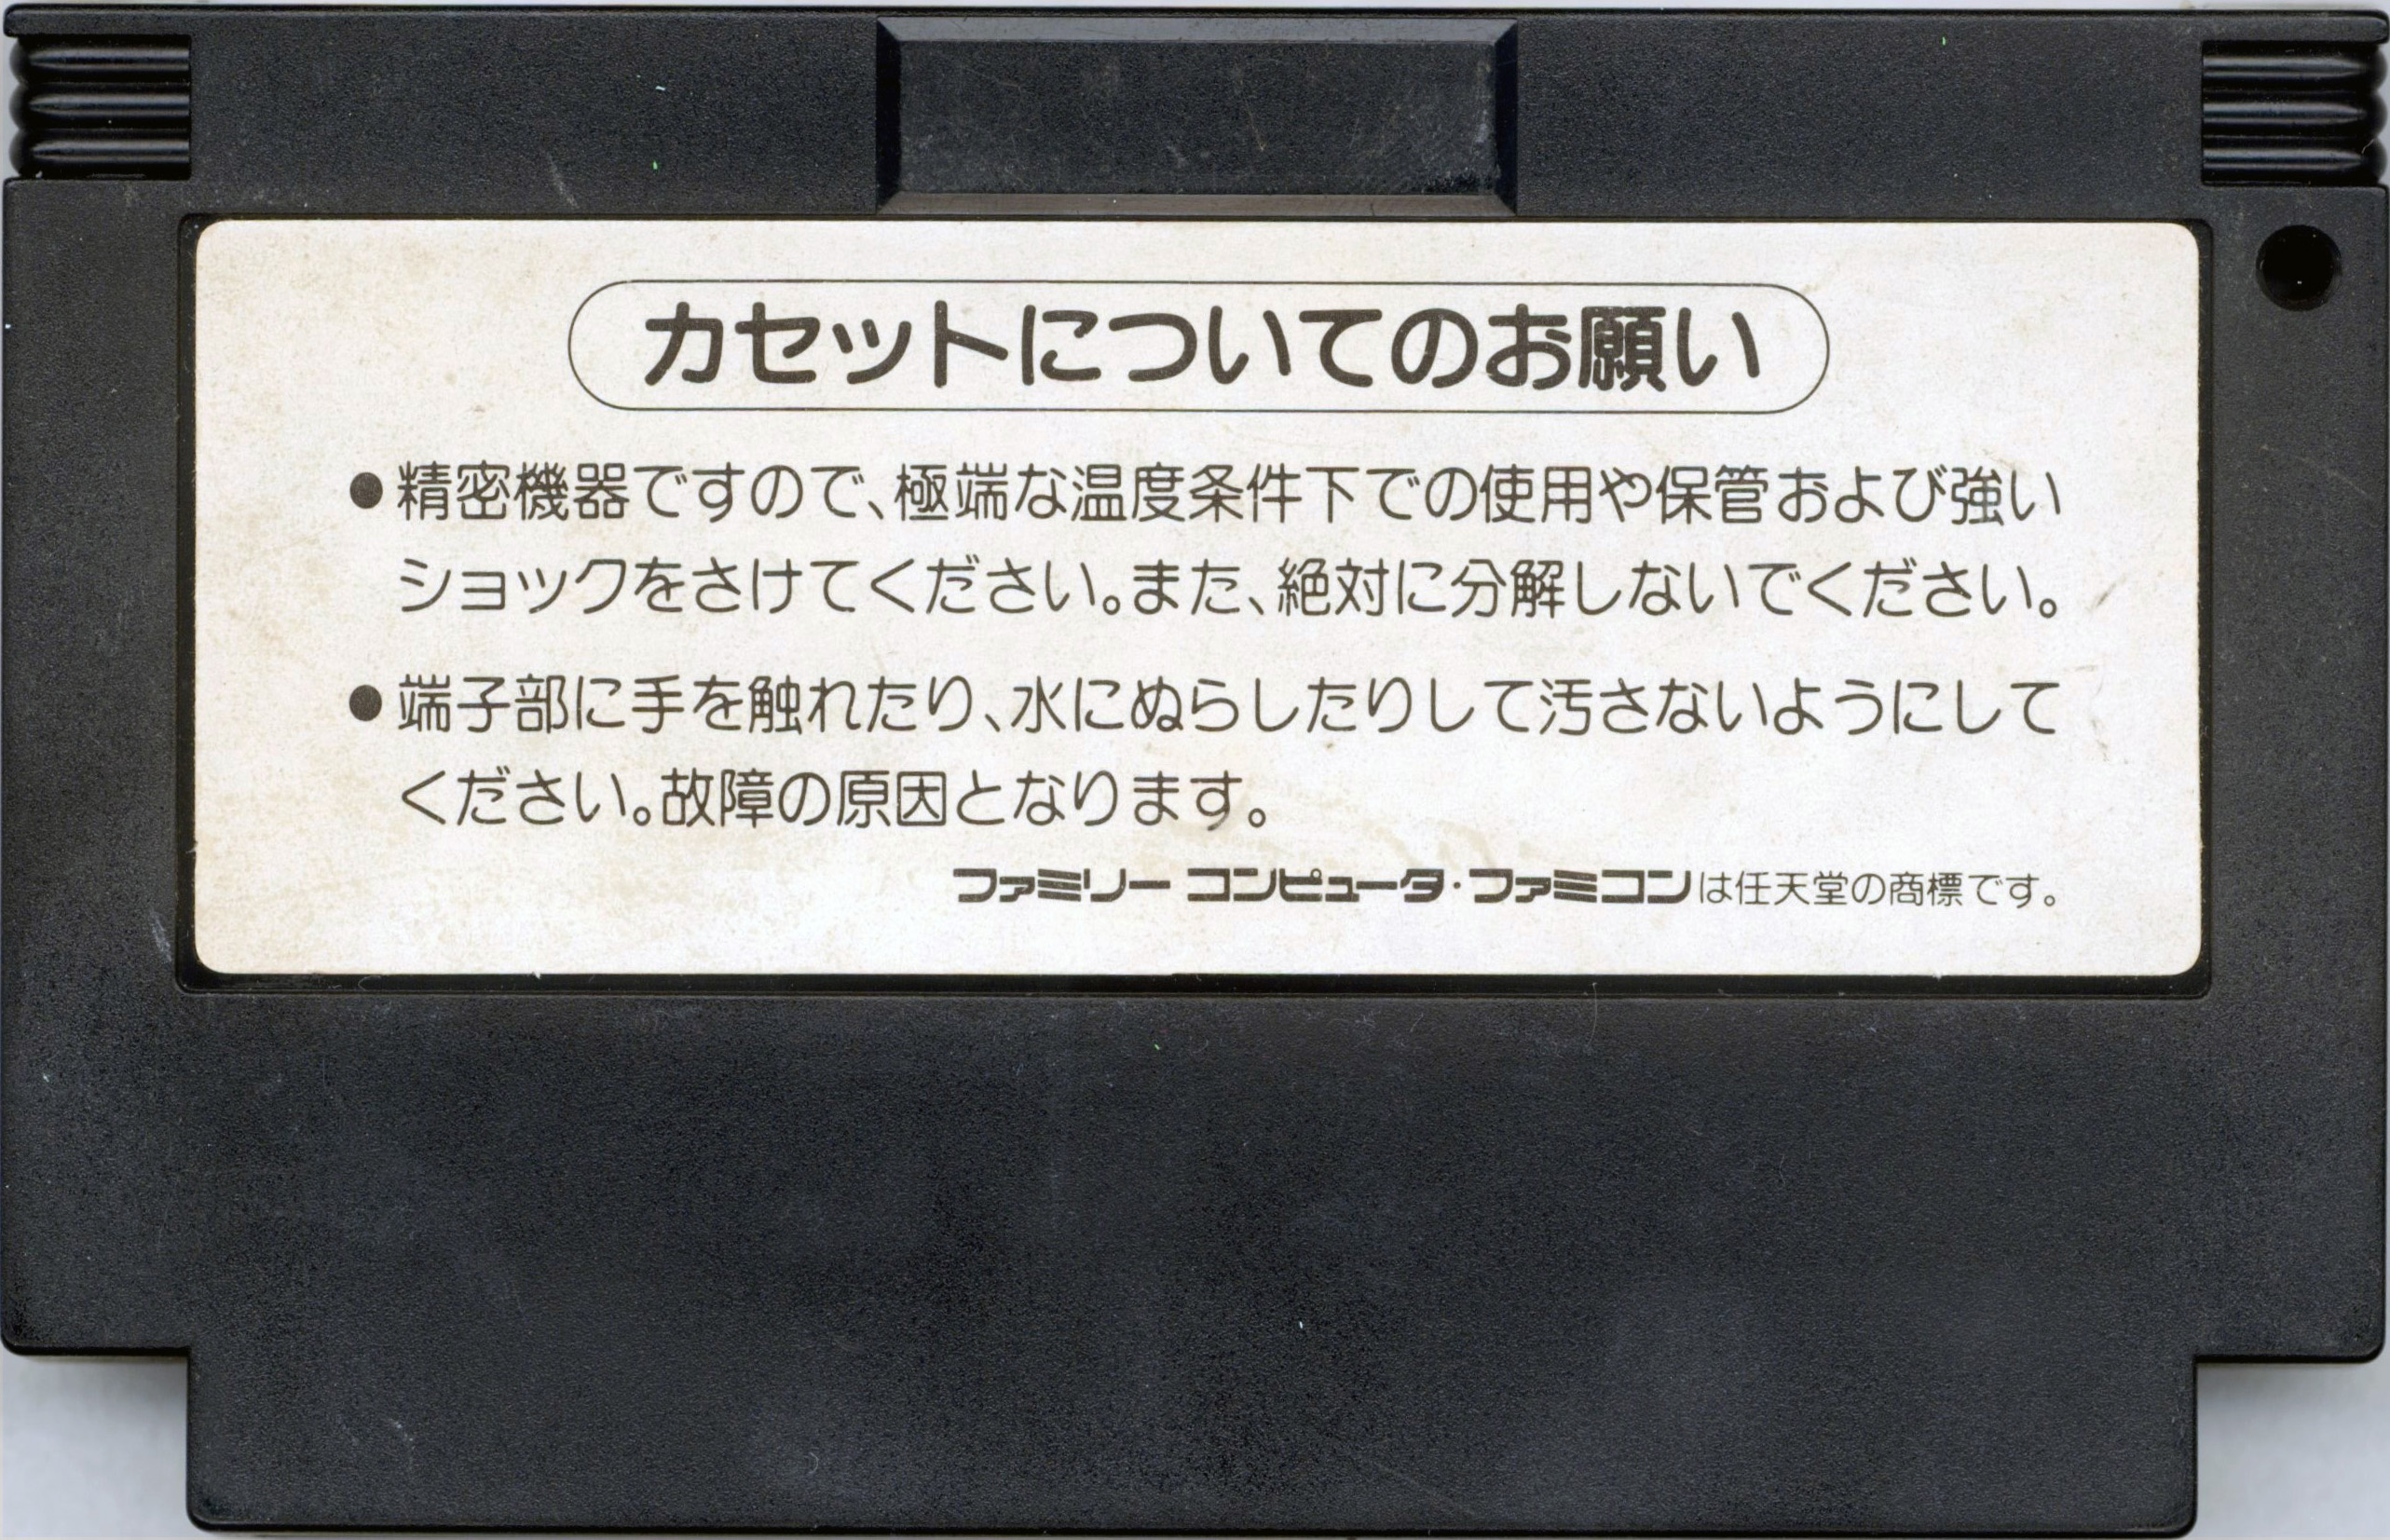 カセットについてのお願い
●精密機器ですので、極端な温度条件下での使用や保管および強い
ショックをさけてください。また、絶対に分解しないでください。
●端子部に手を触れたり、水にぬらしたりして汚さないようにして
ください。故障の原因となります。
ファミリー コンピュータ・ファミコンは任天堂の商標です。